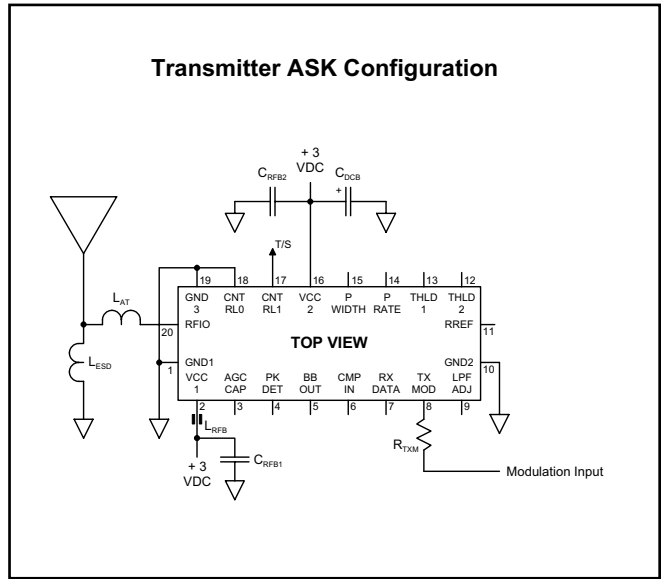 Transmitter ASK Configuration
+ 3
VDC
CRFB2
CDCB
+
T/S
19
18
17
16
15
14
13
12
GND
3
CNT
RL0
CNT
RL1
VCC
2
P
WIDTH
P
RATE
THLD
1
THLD
2
LAT
20
RFIO
RREF
11
TOP VIEW
LESD
1
GND1
GND2
10
VCC
1
AGC
CAP
PK
DET
BB
OUT
CMP
IN
RX
DATA
TX
MOD
LPF
ADJ
2
3
4
5
6
7
8
9
LRFB
CRFB1
+ 3
VDC
RTXM
Modulation Input